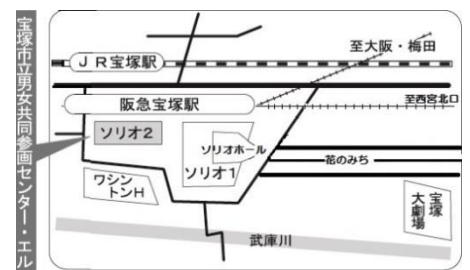 宝塚市立男女共同参画センター・エル
至大阪・梅田
JR宝塚駅
阪急宝塚駅
至西宮北口
ソリオ2
ソリオホール
ソリオ1
花のみち
ワシン
トンH
宝塚
大劇場
武庫川